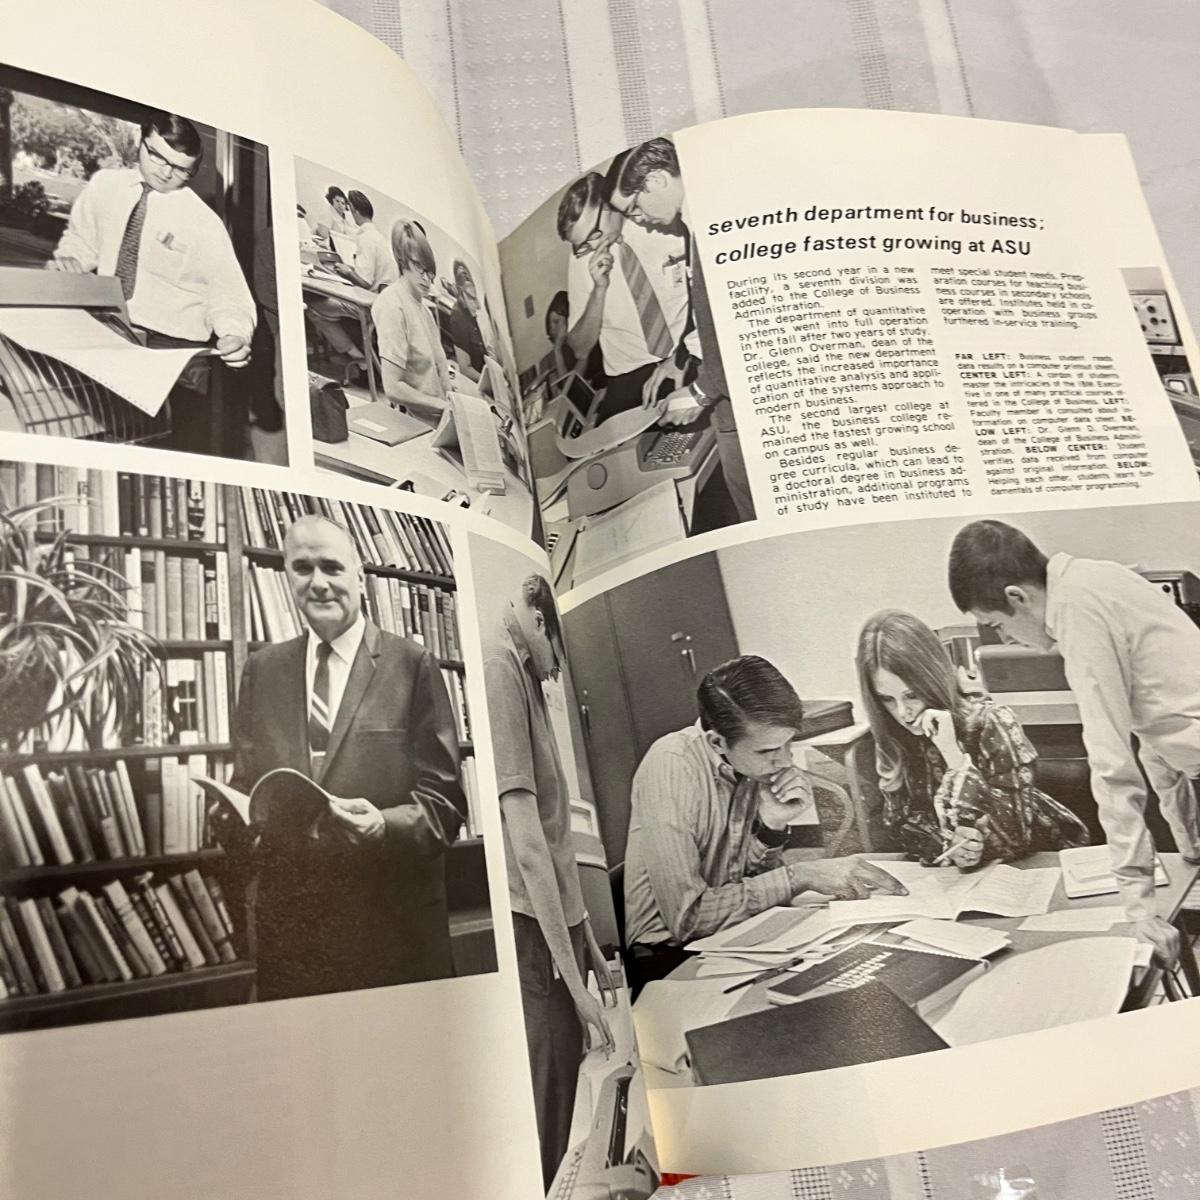 seventh department for business;
college fastest growing at ASU
During its second year in a new
facility, a seventh division was
added to the College of Business
Administration.
The department of quantitative
systems went into full operation
in the fall after two years of study.
Dr. Glenn Overman, dean of the
college, said the new department
reflects the increased importance
of quantitative analysis and appli-
cation of the systems approach to
modern business.
The second largest college at
ASU, the business college re-
mained the fastest growing school
on campus as well.
Besides regular business de-
gree curricula, which can lead to
a doctoral degree in business ad-
ministration, additional programs
of study have been instituted to
meet special student needs. Prep-
aration courses for teaching busi-
ness courses in secondary schools
are offered. Institutes held in co-
operation with business groups
furthered in-service training.
FAR LEFT: Business student reads
data results on a computer printout sheet.
CENTER LEFT: A cordon of students
master the intricacies of the IBM Execu-
tive in one of many practical courses of-
fered in the College of Business. LEFT:
Faculty member is consulted about in-
formation on computer data sheet. BE-
LOW LEFT: Dr. Glenn D. Overman,
dean of the College of Business Admini-
stration. BELOW CENTER: Student
verifies data received from computer
against original information. BELOW:
Helping each other, students learn fun-
damentals of computer programming.